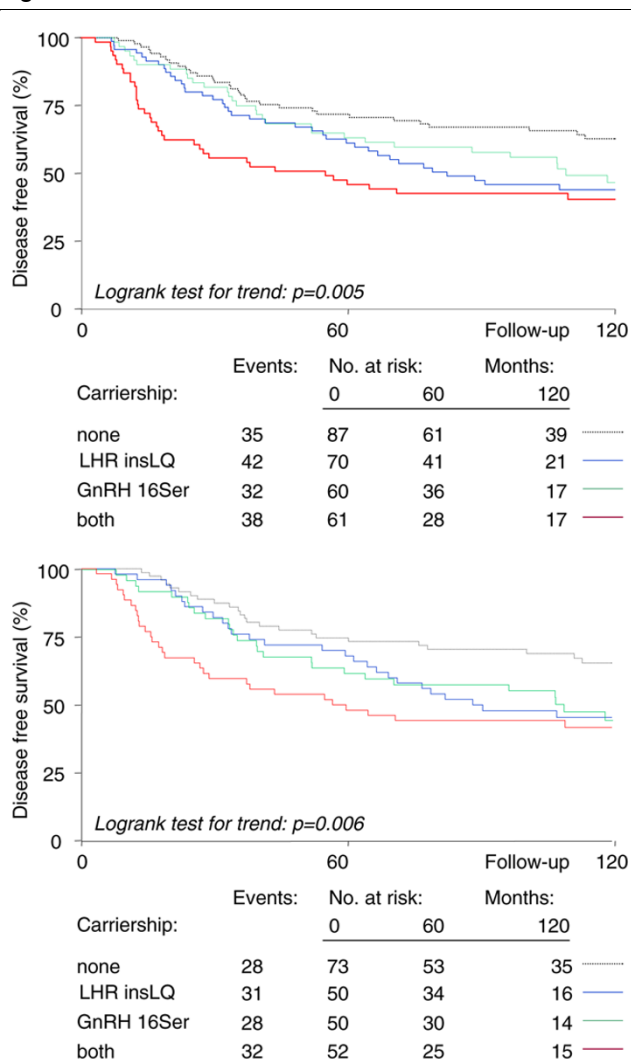 100
75
50
25
0
Disease free survival (%)
Logrank test for trend: p=0.005
0 60 Follow-up 120
Events: No. at risk: Months:
Carriership: 0 60 120
none 35 87 61 39
LHR insLQ 42 70 41 21
GnRH 16Ser 32 60 36 17
both 38 61 28 17
100
75
50
25
0
Disease free survival (%)
Logrank test for trend: p=0.006
0 60 Follow-up 120
Events: No. at risk: Months:
Carriership: 0 60 120
none 28 73 53 35
LHR insLQ 31 50 34 16
GnRH 16Ser 28 50 30 14
both 32 52 25 15